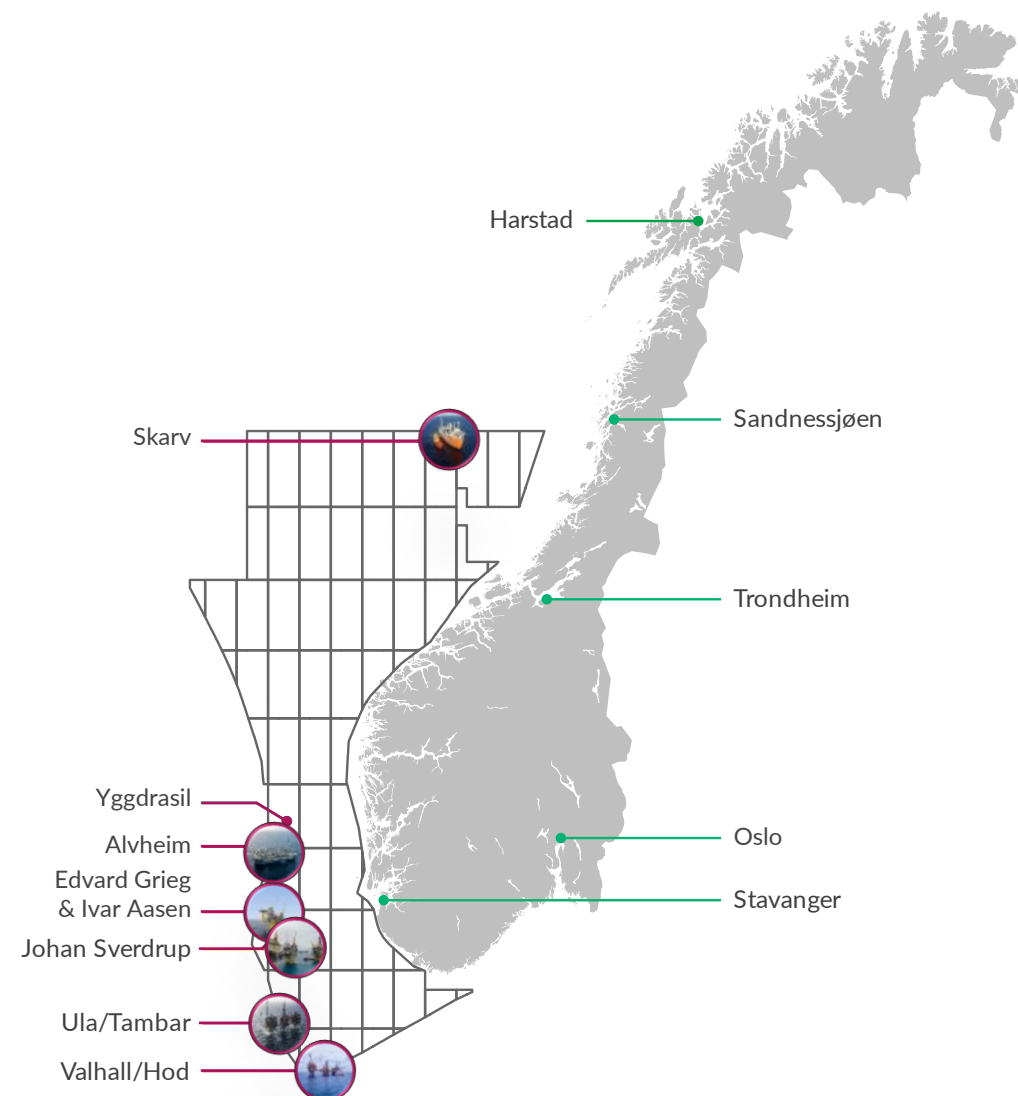 Harstad
Sandnessjøen
Skarv
Trondheim
Yggdrasil
Alvheim
Oslo
Edvard Grieg
& Ivar Aasen
Stavanger
Johan Sverdrup
Ula/Tambar
Valhall/Hod